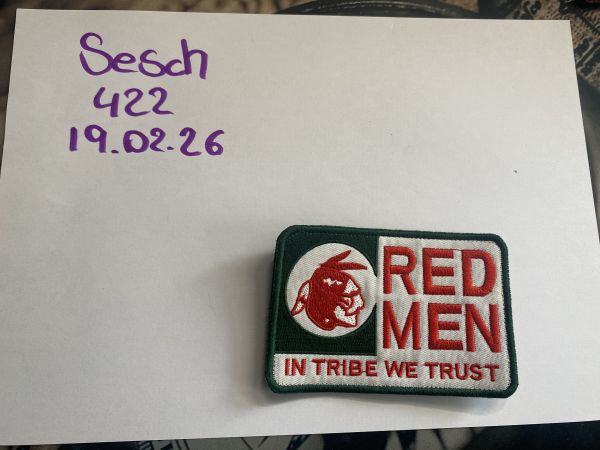 Sesch
422
19.02.26
RED
MEN
IN TRIBE WE TRUST